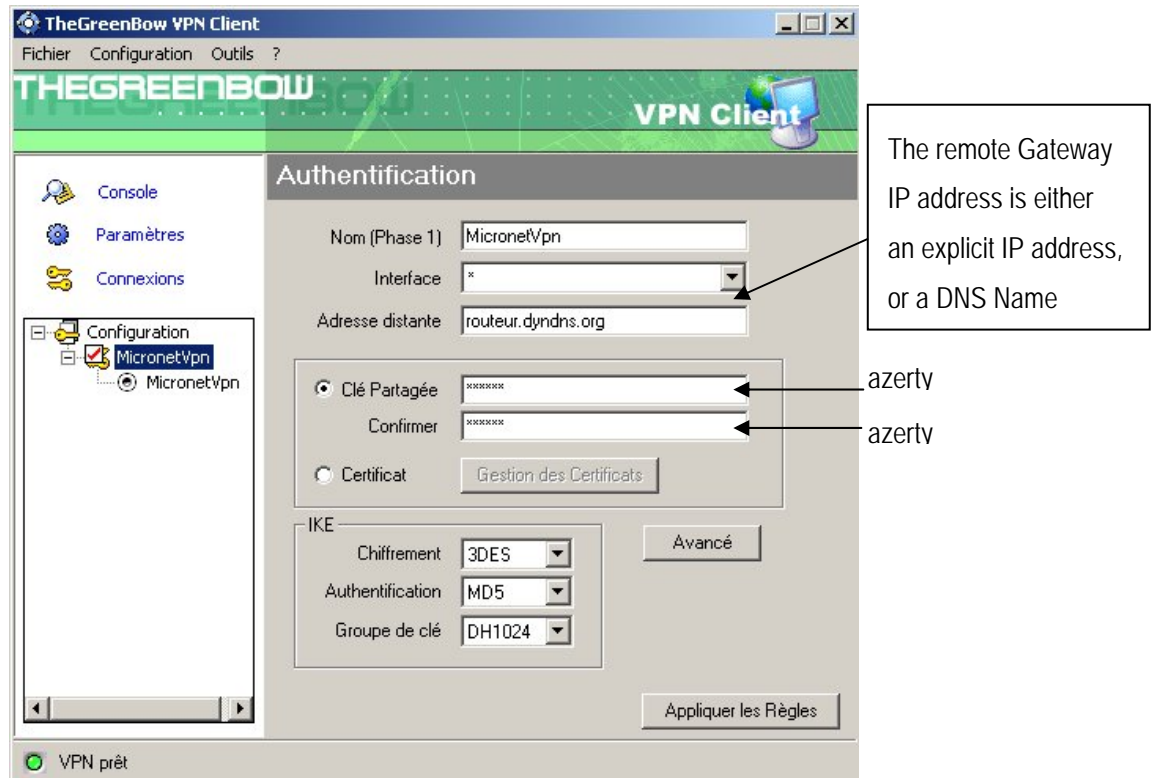 TheGreenBow VPN Client
Fichier Configuration Outils ?
THEGREENBOW
VPN Client
Console
Paramètres
Connexions
Configuration
MicronetVpn
MicronetVpn
Authentification
Nom (Phase 1) MicronetVpn
Interface *
Adresse distante routeur.dyndns.org
Clé Partagée ******
Confirmer ******
Certificat Gestion des Certificats
IKE
Chiffrement 3DES
Authentification MD5
Groupe de clé DH1024
Avancé
Appliquer les Règles
VPN prêt
The remote Gateway
IP address is either
an explicit IP address,
or a DNS Name
azerty
azerty